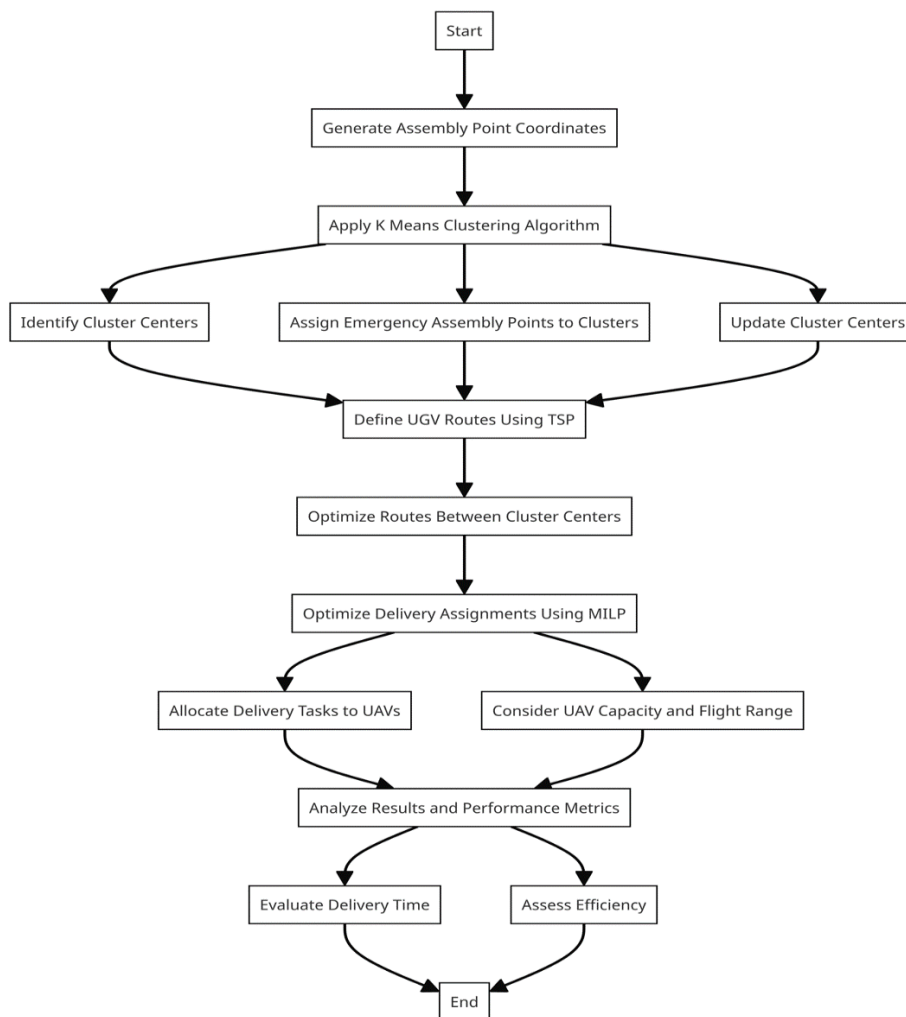 Start
Generate Assembly Point Coordinates
Apply K Means Clustering Algorithm
Identify Cluster Centers
Assign Emergency Assembly Points to Clusters
Update Cluster Centers
Define UGV Routes Using TSP
Optimize Routes Between Cluster Centers
Optimize Delivery Assignments Using MILP
Allocate Delivery Tasks to UAVs
Consider UAV Capacity and Flight Range
Analyze Results and Performance Metrics
Evaluate Delivery Time
Assess Efficiency
End